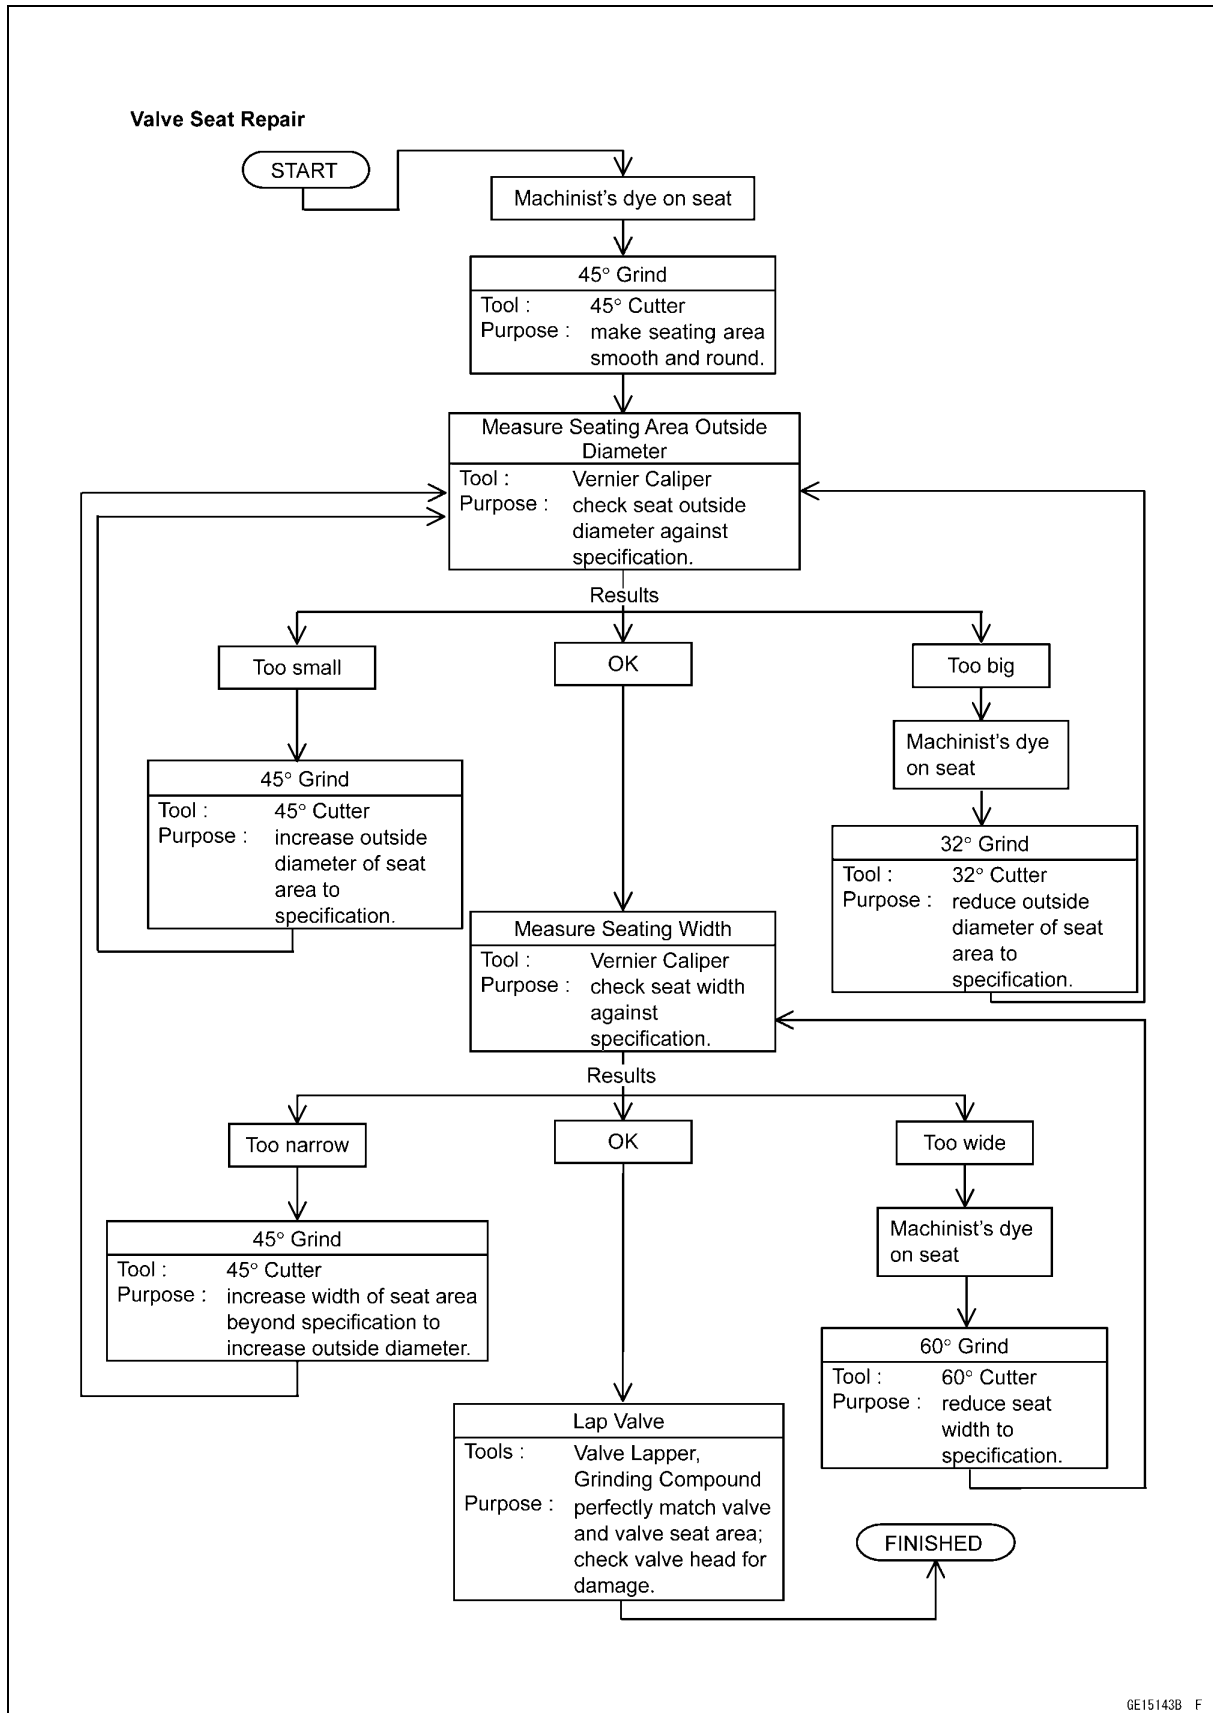 Valve Seat Repair
START
Machinist's dye on seat
45° Grind
Tool : 45° Cutter
Purpose : make seating area
smooth and round.
Measure Seating Area Outside
Diameter
Tool : Vernier Caliper
Purpose : check seat outside
diameter against
specification.
Results
Too small
OK
Too big
Machinist's dye
on seat
45° Grind
Tool : 45° Cutter
Purpose : increase outside
diameter of seat
area to
specification.
32° Grind
Tool : 32° Cutter
Purpose : reduce outside
diameter of seat
area to
specification.
Measure Seating Width
Tool : Vernier Caliper
Purpose : check seat width
against
specification.
Results
Too narrow
OK
Too wide
Machinist's dye
on seat
45° Grind
Tool : 45° Cutter
Purpose : increase width of seat area
beyond specification to
increase outside diameter.
60° Grind
Tool : 60° Cutter
Purpose : reduce seat
width to
specification.
Lap Valve
Tools : Valve Lapper,
Grinding Compound
Purpose : perfectly match valve
and valve seat area;
check valve head for
damage.
FINISHED
GE15143B F